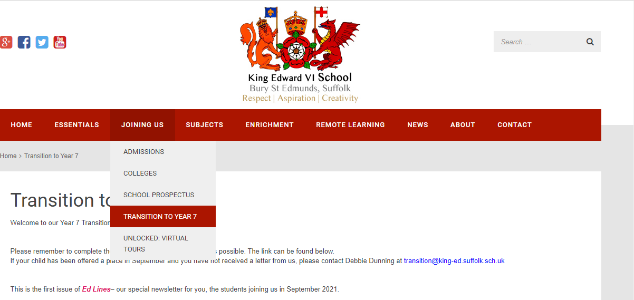 King Edward VI School
Bury St Edmunds, Suffolk
Respect | Aspiration | Creativity
Search
HOME ESSENTIALS JOINING US SUBJECTS ENRICHMENT REMOTE LEARNING NEWS ABOUT CONTACT
Home › Transition to Year 7
ADMISSIONS
COLLEGES
SCHOOL PROSPECTUS
TRANSITION TO YEAR 7
UNLOCKED: VIRTUAL
TOURS
Transition to
Welcome to our Year 7 Transition
Please remember to complete th s possible. The link can be found below.
If your child has been offered a place in September and you have not received a letter from us, please contact Debbie Dunning at transition@king-ed.suffolk.sch.uk
This is the first issue of Ed Lines– our special newsletter for you, the students joining us in September 2021.